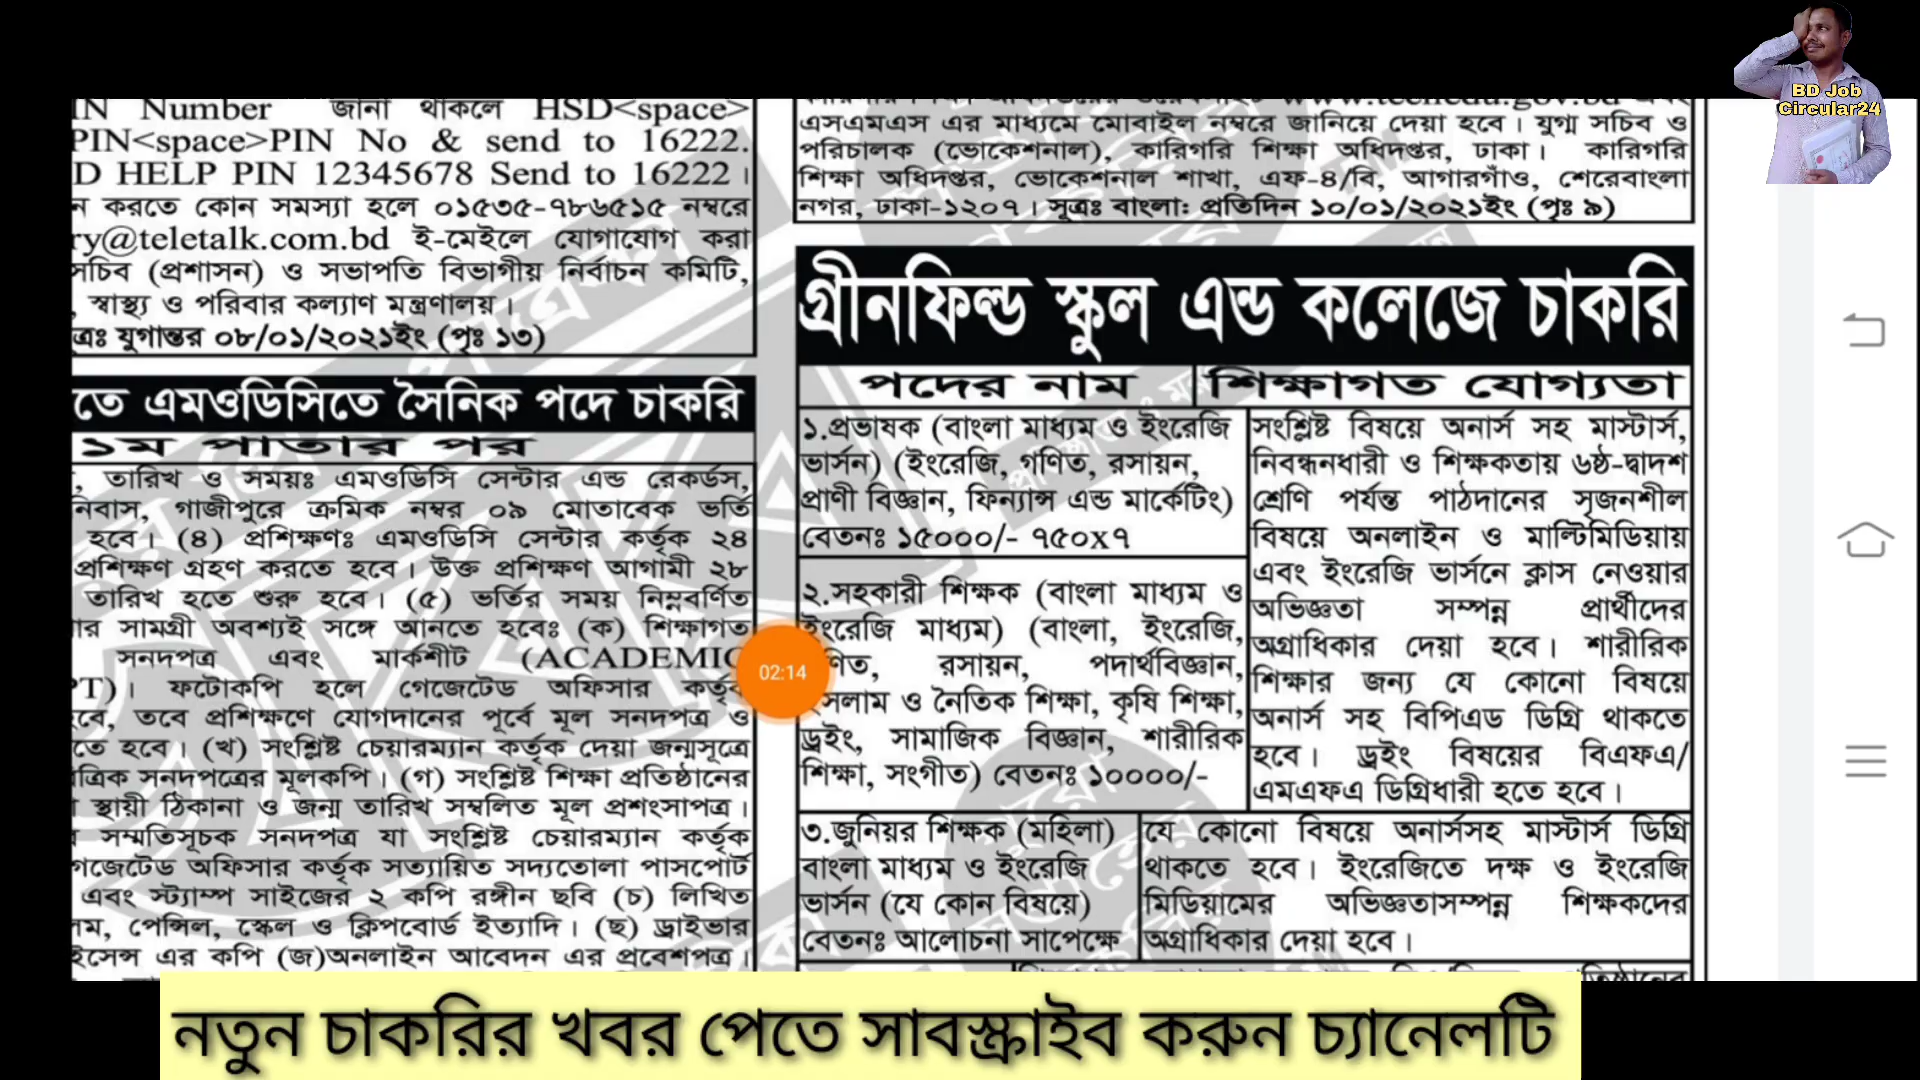 IN Number জানা থাকলে HSD<space>
PIN<space>PIN No & send to 16222.
D HELP PIN 12345678 Send to 16222।
ন করতে কোন সমস্যা হলে ০১৫৩৫-৭৮৬৫১৫ নম্বরে
ry@teletalk.com.bd ই-মেইলে যোগাযোগ করা
সচিব (প্রশাসন) ও সভাপতি বিভাগীয় নির্বাচন কমিটি,
, স্বাস্থ্য ও পরিবার কল্যাণ মন্ত্রণালয়।
ত্রঃ যুগান্তর ০৮/০১/২০২১ইং (পৃঃ ১৩)
তে এমওডিসিতে সৈনিক পদে চাকরি
১ম পাতার পর
, তারিখ ও সময়ঃ এমওডিসি সেন্টার এন্ড রেকর্ডস,
নিবাস, গাজীপুরে ক্রমিক নম্বর ০৯ মোতাবেক ভর্তি
হবে। (৪) প্রশিক্ষণঃ এমওডিসি সেন্টার কর্তৃক ২৪
প্রশিক্ষণ গ্রহণ করতে হবে। উক্ত প্রশিক্ষণ আগামী ২৮
তারিখ হতে শুরু হবে। (৫) ভর্তির সময় নিম্নবর্ণিত
ার সামগ্রী অবশ্যই সঙ্গে আনতে হবেঃ (ক) শিক্ষাগত
সনদপত্র এবং মার্কশীট (ACADEMIC
PT)। ফটোকপি হলে গেজেটেড অফিসার কর্তৃক
হবে, তবে প্রশিক্ষণে যোগদানের পূর্বে মূল সনদপত্র ও
তে হবে। (খ) সংশ্লিষ্ট চেয়ারম্যান কর্তৃক দেয়া জন্মসূত্রে
ত্রিক সনদপত্রের মূলকপি। (গ) সংশ্লিষ্ট শিক্ষা প্রতিষ্ঠানের
স্থায়ী ঠিকানা ও জন্ম তারিখ সম্বলিত মূল প্রশংসাপত্র।
সম্মতিসূচক সনদপত্র যা সংশ্লিষ্ট চেয়ারম্যান কর্তৃক
গেজেটেড অফিসার কর্তৃক সত্যায়িত সদ্যতোলা পাসপোর্ট
এবং স্ট্যাম্প সাইজের ২ কপি রঙ্গীন ছবি (চ) লিখিত
লম, পেন্সিল, স্কেল ও ক্লিপবোর্ড ইত্যাদি। (ছ) ড্রাইভার
ইসেন্স এর কপি (জ)অনলাইন আবেদন এর প্রবেশপত্র।
এসএমএস এর মাধ্যমে মোবাইল নম্বরে জানিয়ে দেয়া হবে। যুগ্ম সচিব ও
পরিচালক (ভোকেশনাল), কারিগরি শিক্ষা অধিদপ্তর, ঢাকা। কারিগরি
শিক্ষা অধিদপ্তর, ভোকেশনাল শাখা, এফ-৪/বি, আগারগাঁও, শেরেবাংলা
নগর, ঢাকা-১২০৭। সূত্রঃ বাংলা: প্রতিদিন ১০/০১/২০২১ইং (পৃঃ ৯)
গ্রীনফিল্ড স্কুল এন্ড কলেজে চাকরি
পদের নাম
শিক্ষাগত যোগ্যতা
১.প্রভাষক (বাংলা মাধ্যম ও ইংরেজি
ভার্সন) (ইংরেজি, গণিত, রসায়ন,
প্রাণী বিজ্ঞান, ফিন্যান্স এন্ড মার্কেটিং)
বেতনঃ ১৫০০০/- ৭৫০X৭
২.সহকারী শিক্ষক (বাংলা মাধ্যম ও
ইংরেজি মাধ্যম) (বাংলা, ইংরেজি,
ণিত, রসায়ন, পদার্থবিজ্ঞান,
সলাম ও নৈতিক শিক্ষা, কৃষি শিক্ষা,
ড্রইং, সামাজিক বিজ্ঞান, শারীরিক
শিক্ষা, সংগীত) বেতনঃ ১০০০০/-
সংশ্লিষ্ট বিষয়ে অনার্স সহ মাস্টার্স,
নিবন্ধনধারী ও শিক্ষকতায় ৬ষ্ঠ-দ্বাদশ
শ্রেণি পর্যন্ত পাঠদানের সৃজনশীল
বিষয়ে অনলাইন ও মাল্টিমিডিয়ায়
এবং ইংরেজি ভার্সনে ক্লাস নেওয়ার
অভিজ্ঞতা সম্পন্ন প্রার্থীদের
অগ্রাধিকার দেয়া হবে। শারীরিক
শিক্ষার জন্য যে কোনো বিষয়ে
অনার্স সহ বিপিএড ডিগ্রি থাকতে
হবে। ড্রইং বিষয়ের বিএফএ/
এমএফএ ডিগ্রিধারী হতে হবে।
৩.জুনিয়র শিক্ষক (মহিলা)
বাংলা মাধ্যম ও ইংরেজি
ভার্সন (যে কোন বিষয়ে)
বেতনঃ আলোচনা সাপেক্ষে
যে কোনো বিষয়ে অনার্সসহ মাস্টার্স ডিগ্রি
থাকতে হবে। ইংরেজিতে দক্ষ ও ইংরেজি
মিডিয়ামের অভিজ্ঞতাসম্পন্ন শিক্ষকদের
অগ্রাধিকার দেয়া হবে।
02:14
BD Job
Circular24
নতুন চাকরির খবর পেতে সাবস্ক্রাইব করুন চ্যানেলটি